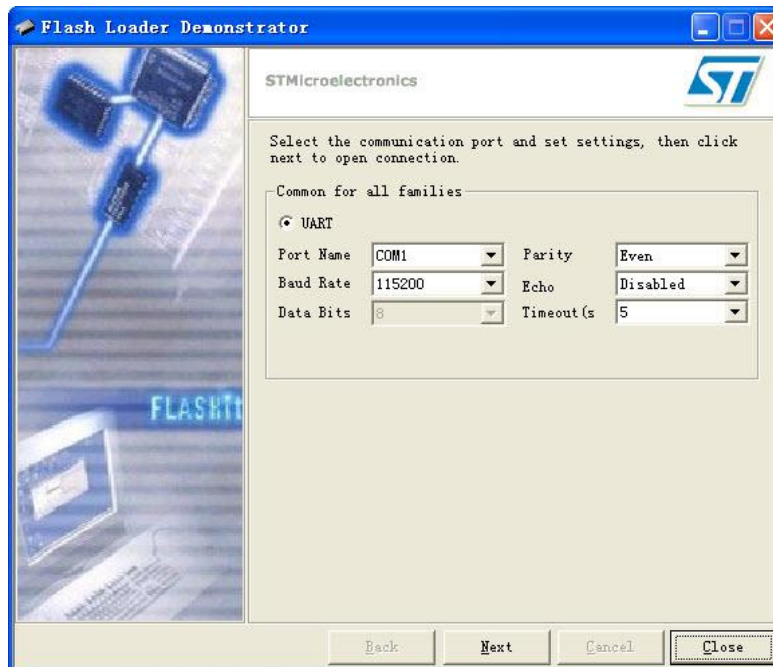 Flash Loader Demonstrator
STMicroelectronics
ST
Select the communication port and set settings, then click
next to open connection.
Common for all families
UART
Port Name COM1 Parity Even
Baud Rate 115200 Echo Disabled
Data Bits 8 Timeout(s 5
FLASHIt
Back Next Cancel Close